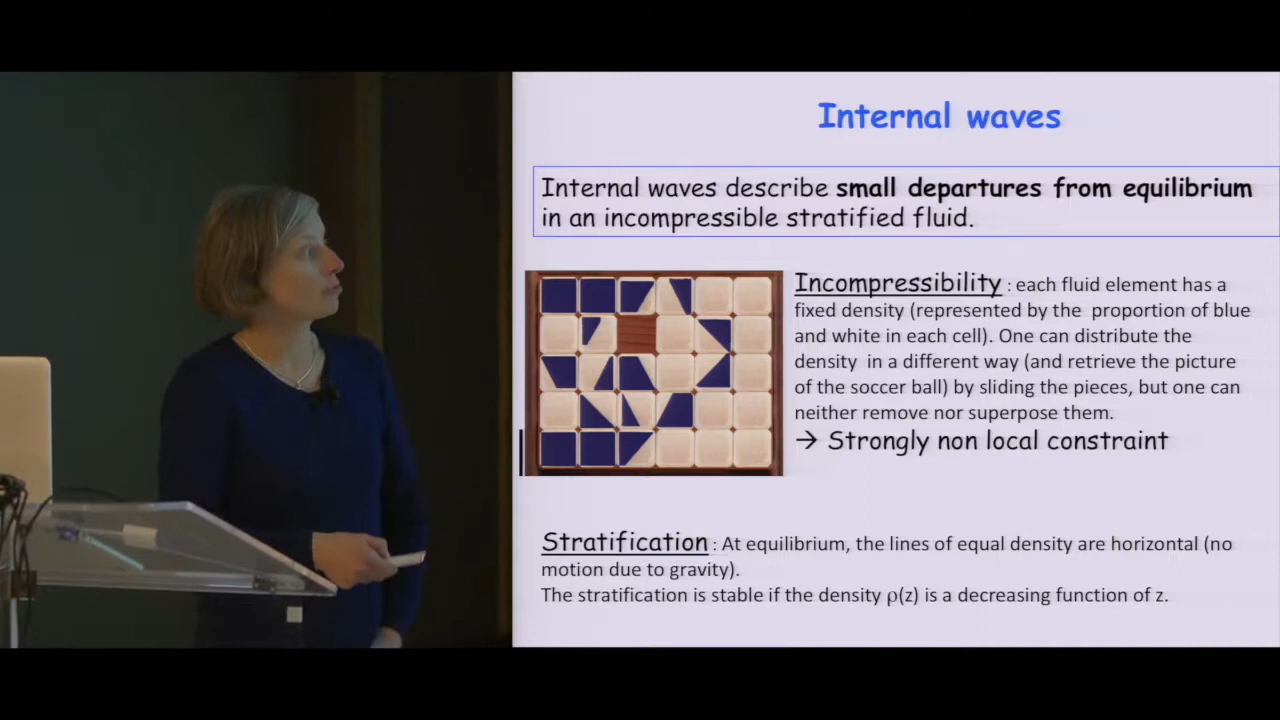 Internal waves
Internal waves describe small departures from equilibrium
in an incompressible stratified fluid.
Incompressibility : each fluid element has a
fixed density (represented by the proportion of blue
and white in each cell). One can distribute the
density in a different way (and retrieve the picture
of the soccer ball) by sliding the pieces, but one can
neither remove nor superpose them.
→ Strongly non local constraint
Stratification : At equilibrium, the lines of equal density are horizontal (no
motion due to gravity).
The stratification is stable if the density ρ(z) is a decreasing function of z.